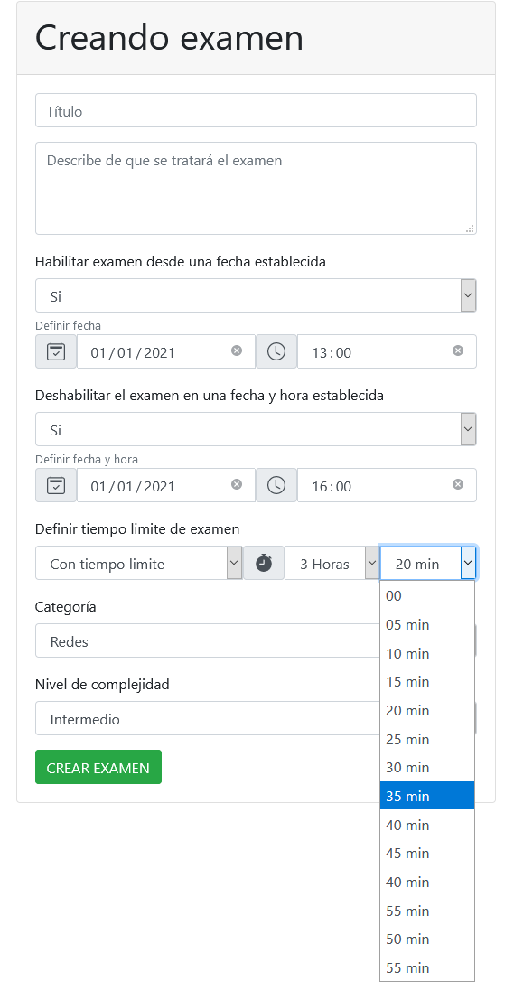 Creando examen
Título
Describe de que se tratará el examen
Habilitar examen desde una fecha establecida
Si
Definir fecha
01/01/2021 13:00
Deshabilitar el examen en una fecha y hora establecida
Si
Definir fecha y hora
01/01/2021 16:00
Definir tiempo limite de examen
Con tiempo limite 3 Horas 20 min
00
05 min
10 min
15 min
20 min
25 min
30 min
35 min
40 min
45 min
40 min
55 min
50 min
55 min
Categoría
Redes
Nivel de complejidad
Intermedio
CREAR EXAMEN